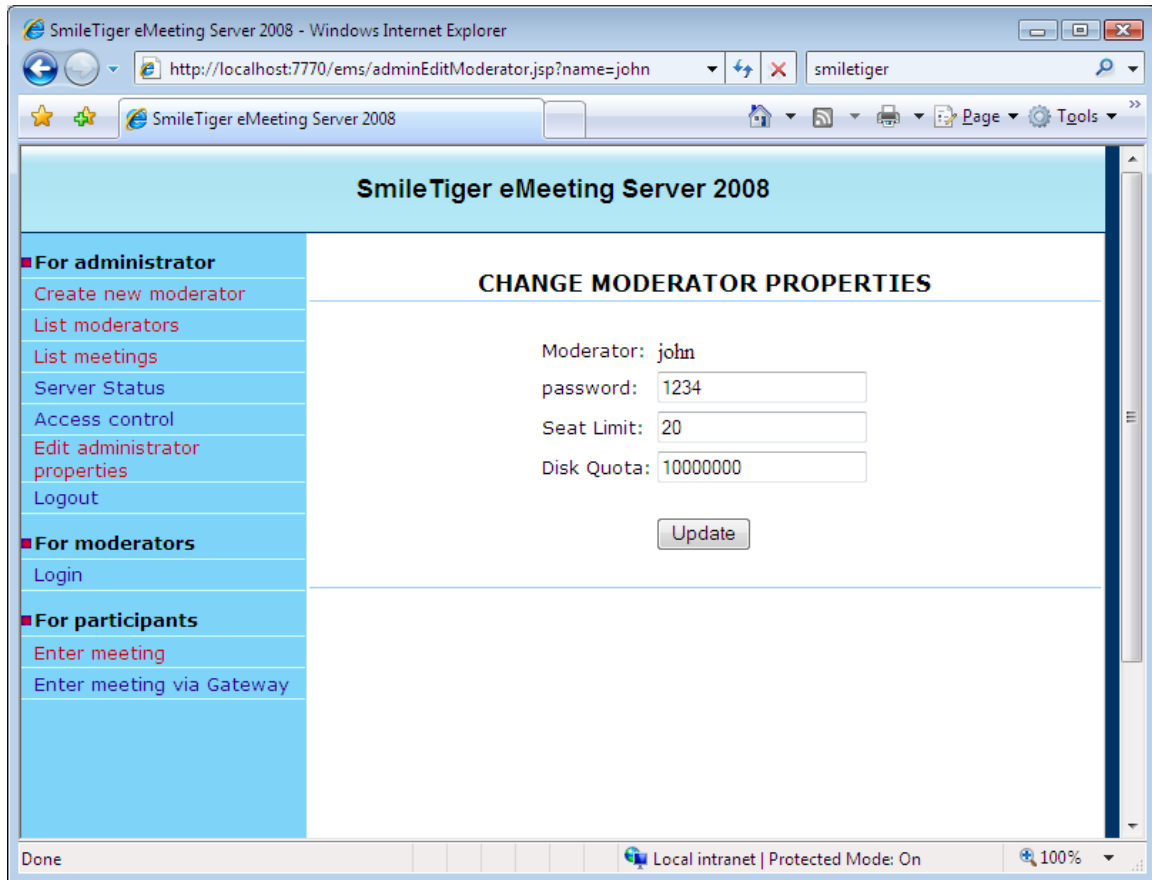 SmileTiger eMeeting Server 2008 - Windows Internet Explorer
http://localhost:7770/ems/adminEditModerator.jsp?name=john
smiletiger
SmileTiger eMeeting Server 2008
Page
Tools
SmileTiger eMeeting Server 2008
For administrator
Create new moderator
List moderators
List meetings
Server Status
Access control
Edit administrator
properties
Logout
For moderators
Login
For participants
Enter meeting
Enter meeting via Gateway
CHANGE MODERATOR PROPERTIES
Moderator: john
password: 1234
Seat Limit: 20
Disk Quota: 10000000
Update
Done
Local intranet | Protected Mode: On
100%